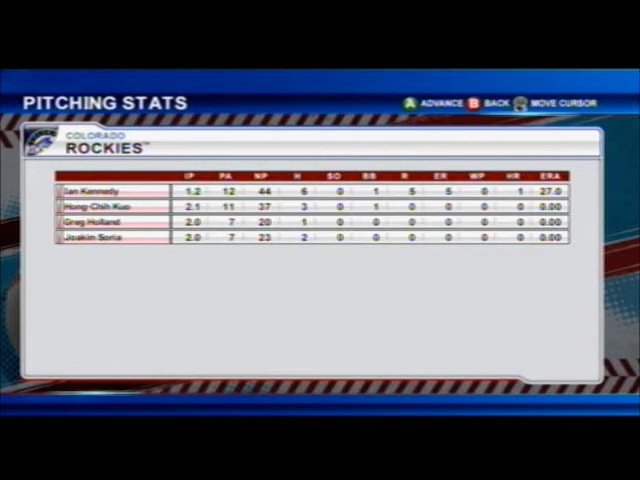 PITCHING STATS
A ADVANCE B BACK MOVE CURSOR
COLORADO
ROCKIES™
IP PA NP H SO BB R ER WP HR ERA
Ian Kennedy 1.2 12 44 6 0 1 5 5 0 1 27.0
Hong-Chih Kuo 2.1 11 37 3 0 1 0 0 0 0 0.00
Greg Holland 2.0 7 20 1 0 0 0 0 0 0 0.00
Joakim Soria 2.0 7 23 2 0 0 0 0 0 0 0.00